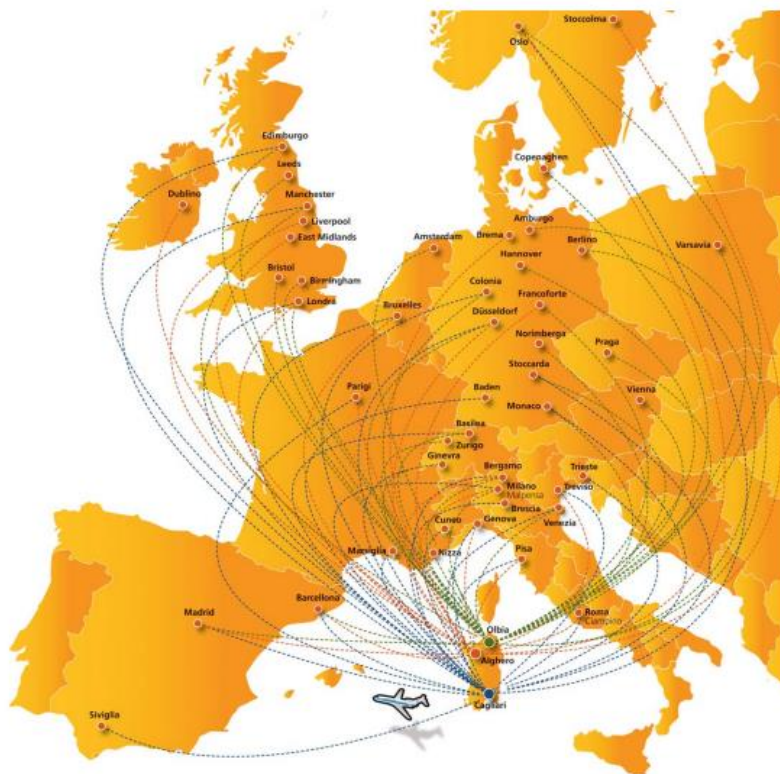 Stoccolma
Oslo
Edimburgo
Leeds
Copenaghen
Dublino
Manchester
Liverpool
East Midlands
Amburgo
Brema
Amsterdam
Berlino
Varsavia
Hannover
Bristol
Birmingham
Colonia
Francoforte
Londra
Bruxelles
Düsseldorf
Norimberga
Praga
Stoccarda
Parigi
Baden
Vienna
Monaco
Basilea
Zurigo
Ginevra
Bergamo
Trieste
Milano
Malpensa
Treviso
Brescia
Cuneo
Genova
Venezia
Marsiglia
Nizza
Pisa
Barcellona
Madrid
Roma
Ciampino
Olbia
Alghero
Cagliari
Siviglia